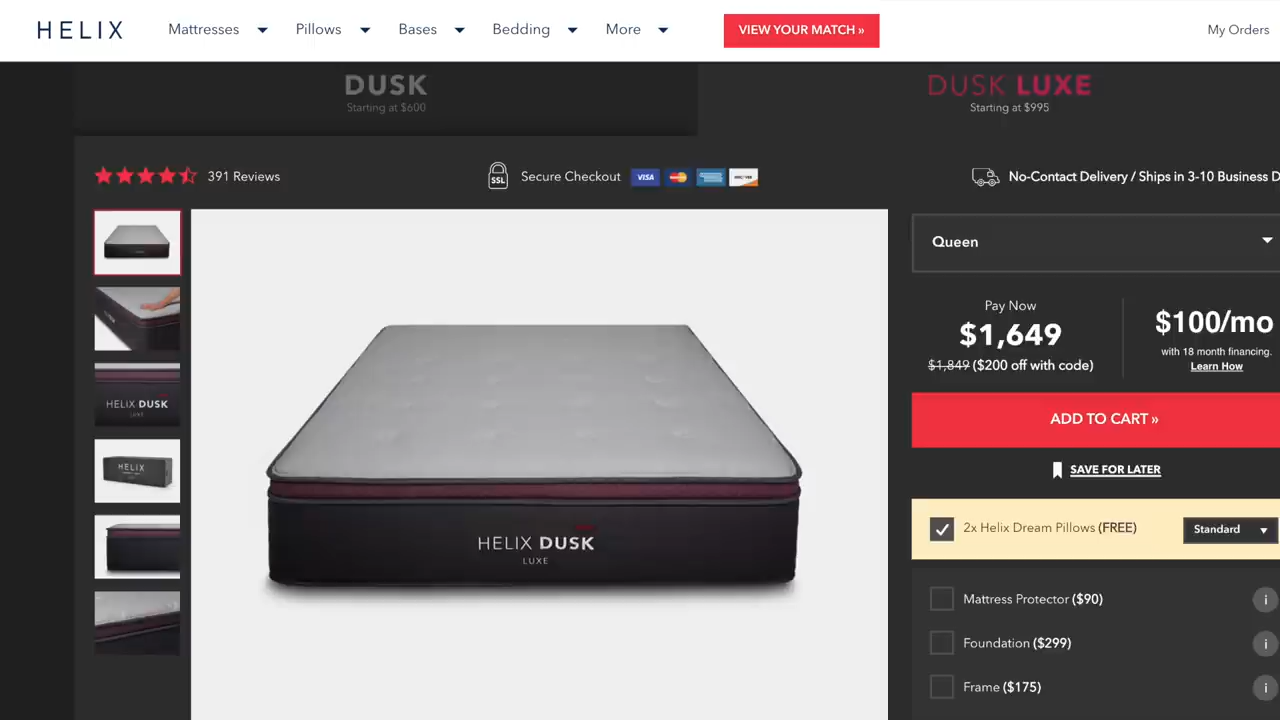 HELIX
Mattresses
Pillows
Bases
Bedding
More
VIEW YOUR MATCH »
My Orders
DUSK
Starting at $600
DUSK LUXE
Starting at $995
391 Reviews
SSL
Secure Checkout
VISA
No-Contact Delivery / Ships in 3-10 Business D
Queen
Pay Now
$1,649
$1,849 ($200 off with code)
$100/mo
with 18 month financing.
Learn How
ADD TO CART »
SAVE FOR LATER
2x Helix Dream Pillows (FREE)
Standard
Mattress Protector ($90)
i
Foundation ($299)
i
Frame ($175)
i
HELIX DUSK
LUXE
HELIX
HELIX DUSK
LUXE